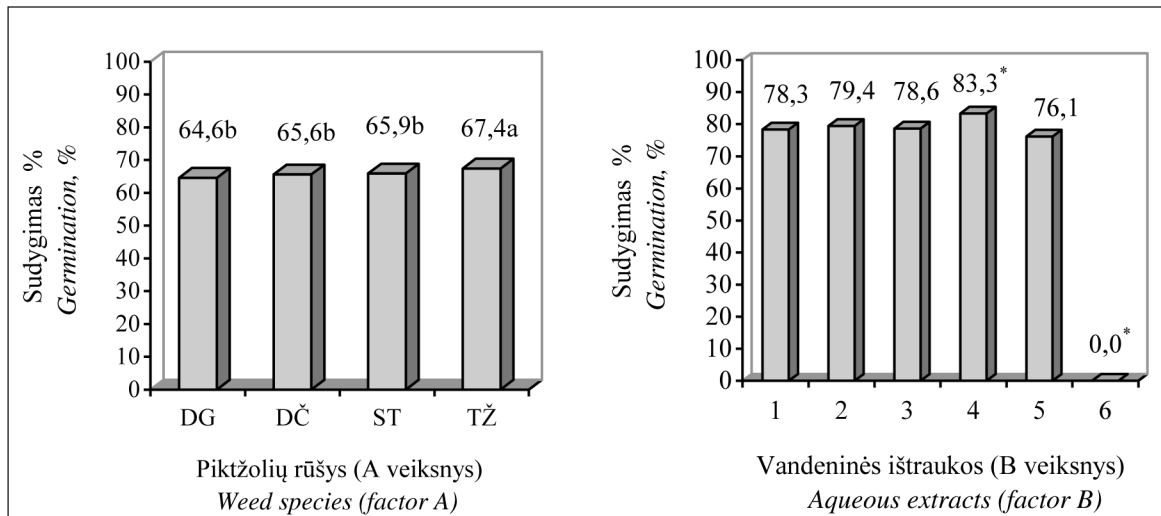 100
90
80
70
60
50
40
30
20
10
0
Sudygimas %
Germination, %
64,6b
65,6b
65,9b
67,4a
DG
DČ
ST
TŽ
Piktžolių rūšys (A veiksnys)
Weed species (factor A)
100
90
80
70
60
50
40
30
20
10
0
Sudygimas %
Germination, %
78,3
79,4
78,6
83,3*
76,1
0,0*
1
2
3
4
5
6
Vandeninės ištraukos (B veiksnys)
Aqueous extracts (factor B)